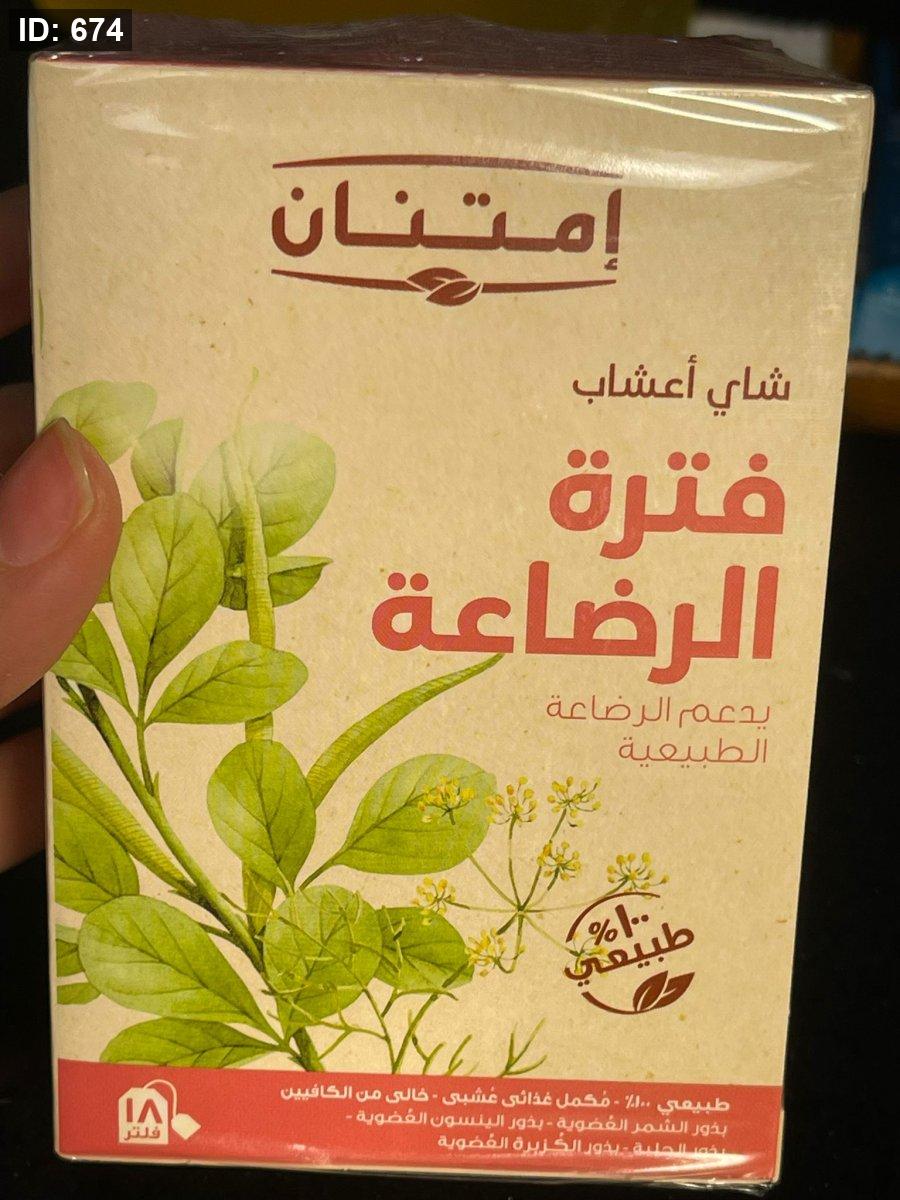 ID: 674
إمتنان
شاي أعشاب
فترة
الرضاعة
يدعم الرضاعة
الطبيعية
١٠٠%
طبيعي
طبيعي ١٠٠٪ - مُكمل غذائى عُشبى - خالى من الكافيين
بذور الشمر العُضوية - بذور الينسون العُضوية -
بذور الحلبة - بذور الكُزبرة العُضوية
١٨
فلتر